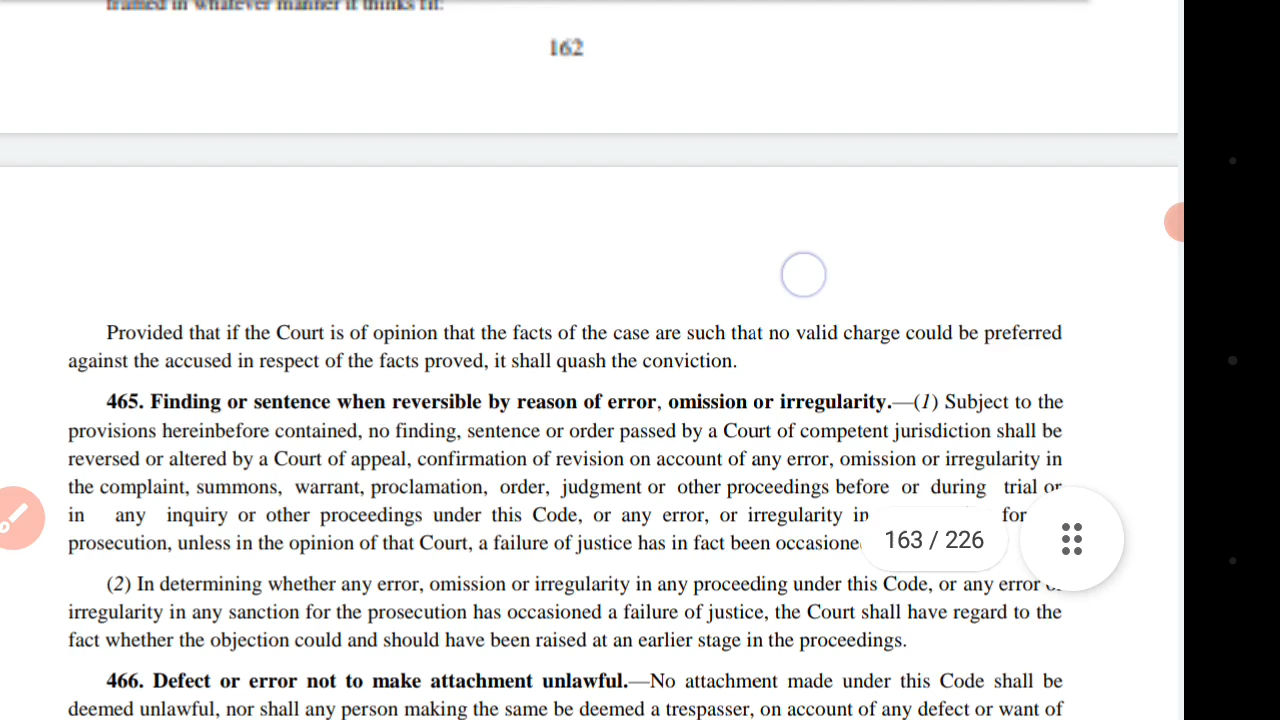 framed in whatever manner it thinks fit:
162
Provided that if the Court is of opinion that the facts of the case are such that no valid charge could be preferred
against the accused in respect of the facts proved, it shall quash the conviction.
465. Finding or sentence when reversible by reason of error, omission or irregularity.—(1) Subject to the
provisions hereinbefore contained, no finding, sentence or order passed by a Court of competent jurisdiction shall be
reversed or altered by a Court of appeal, confirmation of revision on account of any error, omission or irregularity in
the complaint, summons, warrant, proclamation, order, judgment or other proceedings before or during trial or
in any inquiry or other proceedings under this Code, or any error, or irregularity in for
prosecution, unless in the opinion of that Court, a failure of justice has in fact been
163 / 226
(2) In determining whether any error, omission or irregularity in any proceeding under this Code, or any error
irregularity in any sanction for the prosecution has occasioned a failure of justice, the Court shall have regard to the
fact whether the objection could and should have been raised at an earlier stage in the proceedings.
466. Defect or error not to make attachment unlawful.—No attachment made under this Code shall be
deemed unlawful, nor shall any person making the same be deemed a trespasser, on account of any defect or want of